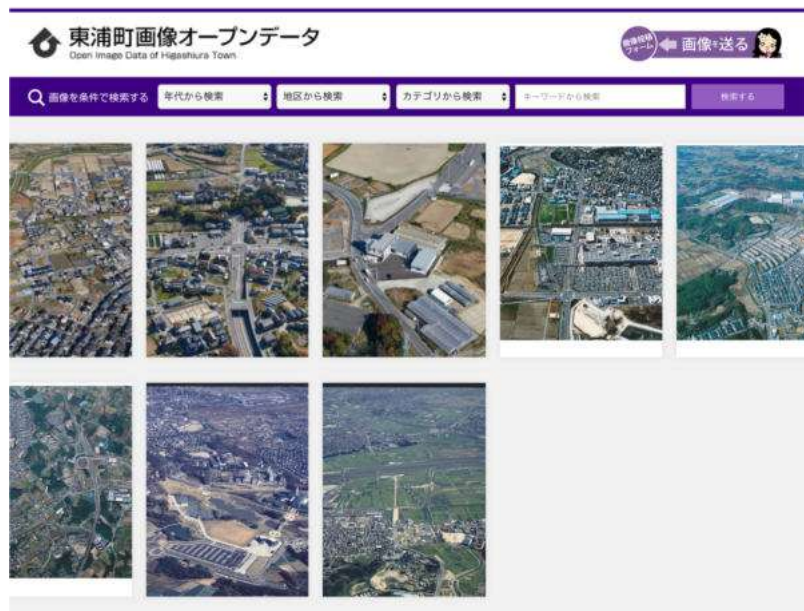 東浦町画像オープンデータ
Open Image Data of Higashiura Town
画像投稿
フォーム
画像を送る
画像を条件で検索する
年代から検索
地区から検索
カテゴリから検索
キーワードから検索
検索する